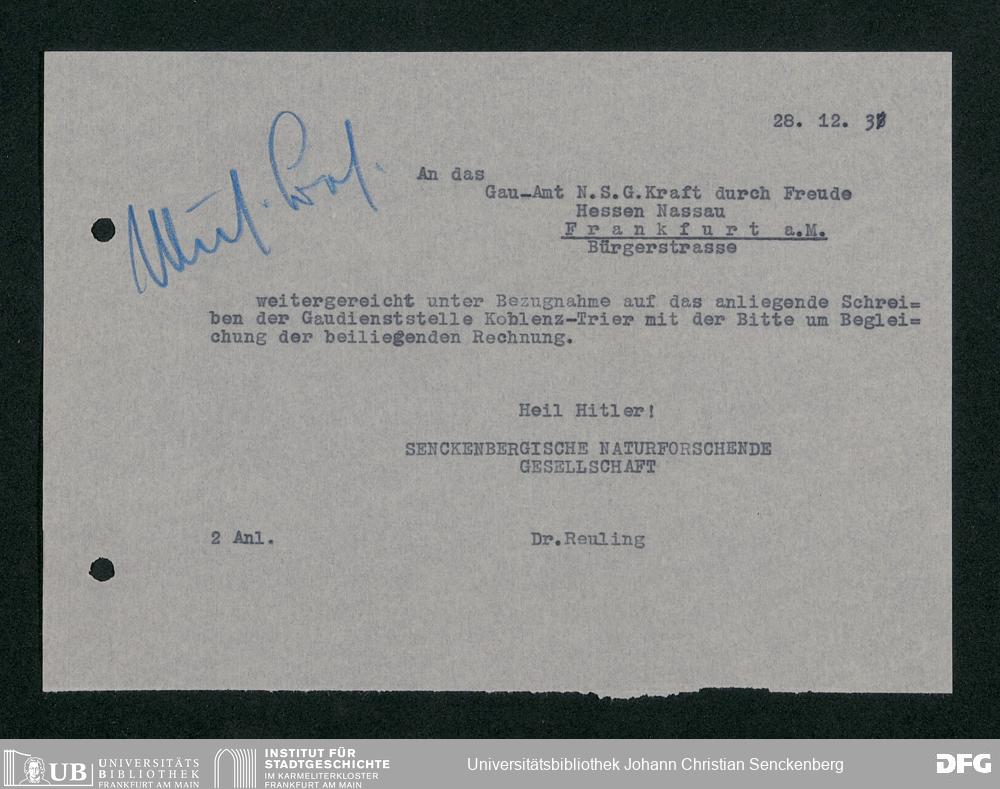 28. 12. 3
An das
Gau-Amt N.S.G.Kraft durch Freude
Hessen Nassau
F r a n k f u r t a.M.
Bürgerstrasse
weitergereicht unter Bezugnahme auf das anliegende Schrei=
ben der Gaudienststelle Koblenz-Trier mit der Bitte um Beglei=
chung der beiliegenden Rechnung.
Heil Hitler!
SENCKENBERGISCHE NATURFORSCHENDE
GESELLSCHAFT
2 Anl.
Dr.Reuling
UB UNIVERSITÄTS
BIBLIOTHEK
FRANKFURT AM MAIN
INSTITUT FÜR
STADTGESCHICHTE
IM KARMELITERKLOSTER
FRANKFURT AM MAIN
Universitätsbibliothek Johann Christian Senckenberg
DFG